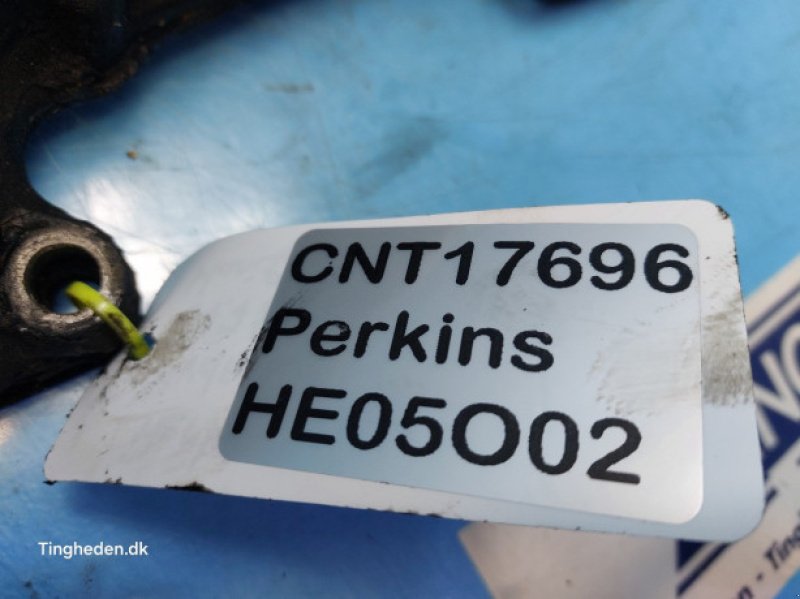 CNT17696
Perkins
HE05O02
Tingheden.dk